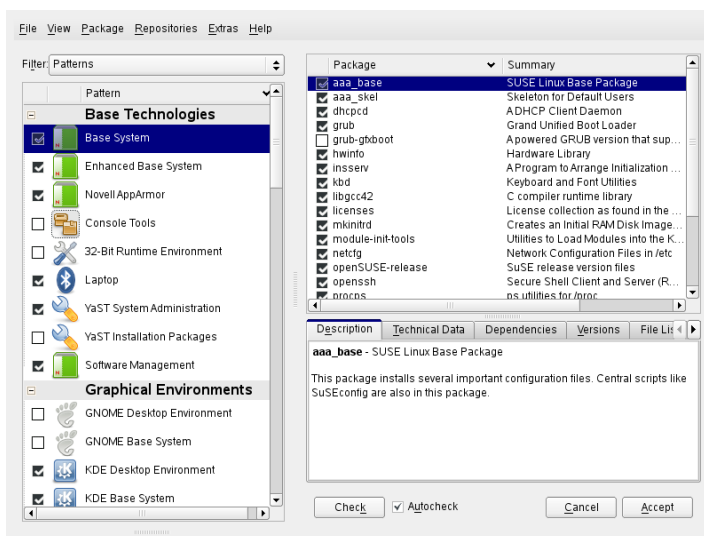 File View Package Repositories Extras Help
Filter: Patterns
Pattern
Base Technologies
Base System
Enhanced Base System
Novell AppArmor
Console Tools
32-Bit Runtime Environment
Laptop
YaST System Administration
YaST Installation Packages
Software Management
Graphical Environments
GNOME Desktop Environment
GNOME Base System
KDE Desktop Environment
KDE Base System
Package Summary
aaa_base SUSE Linux Base Package
aaa_skel Skeleton for Default Users
dhcpcd A DHCP Client Daemon
grub Grand Unified Boot Loader
grub-gfxboot A powered GRUB version that sup...
hwinfo Hardware Library
insserv A Program to Arrange Initialization ...
kbd Keyboard and Font Utilities
libgcc42 C compiler runtime library
licenses License collection as found in the ...
mkinitrd Creates an Initial RAM Disk Image...
module-init-tools Utilities to Load Modules into the K...
netcfg Network Configuration Files in /etc
openSUSE-release SuSE release version files
openssh Secure Shell Client and Server (R...
procps ps utilities for /proc
Description Technical Data Dependencies Versions File Lis
aaa_base - SUSE Linux Base Package
This package installs several important configuration files. Central scripts like
SuSEconfig are also in this package.
Check Autocheck Cancel Accept